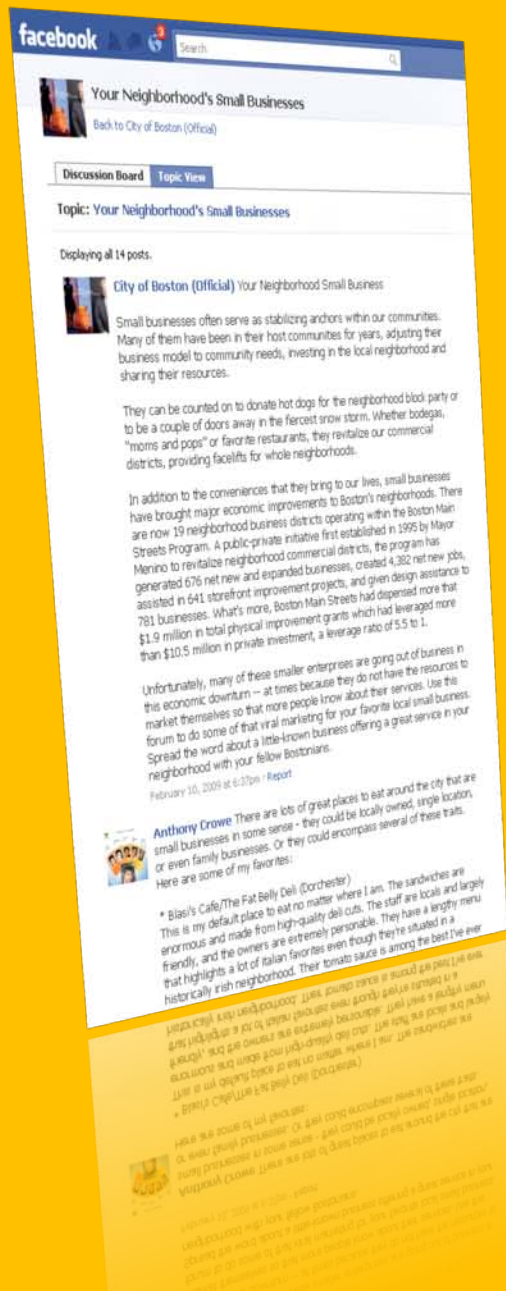 facebook
3
Search
Your Neighborhood's Small Businesses
Back to City of Boston (Official)
Discussion Board Topic View
Topic: Your Neighborhood's Small Businesses
Displaying all 14 posts.
City of Boston (Official) Your Neighborhood Small Business
Small businesses often serve as stabilizing anchors within our communities.
Many of them have been in their host communities for years, adjusting their
business model to community needs, investing in the local neighborhood and
sharing their resources.
They can be counted on to donate hot dogs for the neighborhood block party or
to be a couple of doors away in the fiercest snow storm. Whether bodegas,
"moms and pops" or favorite restaurants, they revitalize our commercial
districts, providing facelifts for whole neighborhoods.
In addition to the conveniences that they bring to our lives, small businesses
have brought major economic improvements to Boston's neighborhoods. There
are now 19 neighborhood business districts operating within the Boston Main
Streets Program. A public-private initiative first established in 1995 by Mayor
Menino to revitalize neighborhood commercial districts, the program has
generated 676 net new and expanded businesses, created 4,382 net new jobs,
assisted in 641 storefront improvement projects, and given design assistance to
781 businesses. What's more, Boston Main Streets had dispensed more that
$1.9 million in total physical improvement grants which had leveraged more
than $10.5 million in private investment, a leverage ratio of 5.5 to 1.
Unfortunately, many of these smaller enterprises are going out of business in
this economic downturn -- at times because they do not have the resources to
market themselves so that more people know about their services. Use this
forum to do some of that viral marketing for your favorite local small business.
Spread the word about a little-known business offering a great service in your
neighborhood with your fellow Bostonians.
February 10, 2009 at 6:37pm · Report
Anthony Crowe There are lots of great places to eat around the city that are
small businesses in some sense - they could be locally owned, single location,
or even family businesses. Or they could encompass several of these traits.
Here are some of my favorites:
* Blasi's Cafe/The Fat Belly Deli (Dorchester)
This is my default place to eat no matter where I am. The sandwiches are
enormous and made from high-quality deli cuts. The staff are locals and largely
friendly, and the owners are extremely personable. They have a lengthy menu
that highlights a lot of Italian favorites even though they're situated in a
historically Irish neighborhood. Their tomato sauce is among the best I've ever